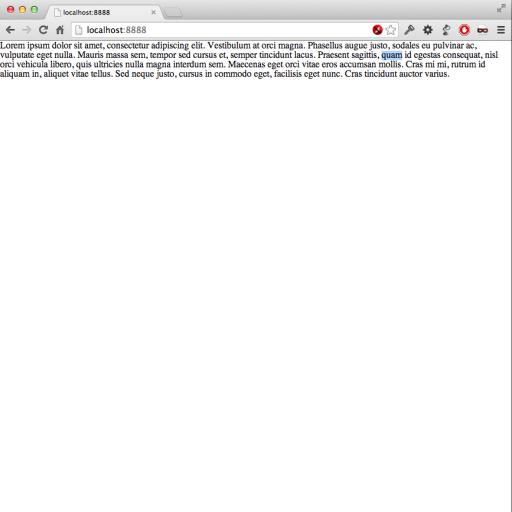 localhost:8888
localhost:8888
Lorem ipsum dolor sit amet, consectetur adipiscing elit. Vestibulum at orci magna. Phasellus augue justo, sodales eu pulvinar ac,
vulputate eget nulla. Mauris massa sem, tempor sed cursus et, semper tincidunt lacus. Praesent sagittis, quam id egestas consequat, nisl
orci vehicula libero, quis ultricies nulla magna interdum sem. Maecenas eget orci vitae eros accumsan mollis. Cras mi mi, rutrum id
aliquam in, aliquet vitae tellus. Sed neque justo, cursus in commodo eget, facilisis eget nunc. Cras tincidunt auctor varius.